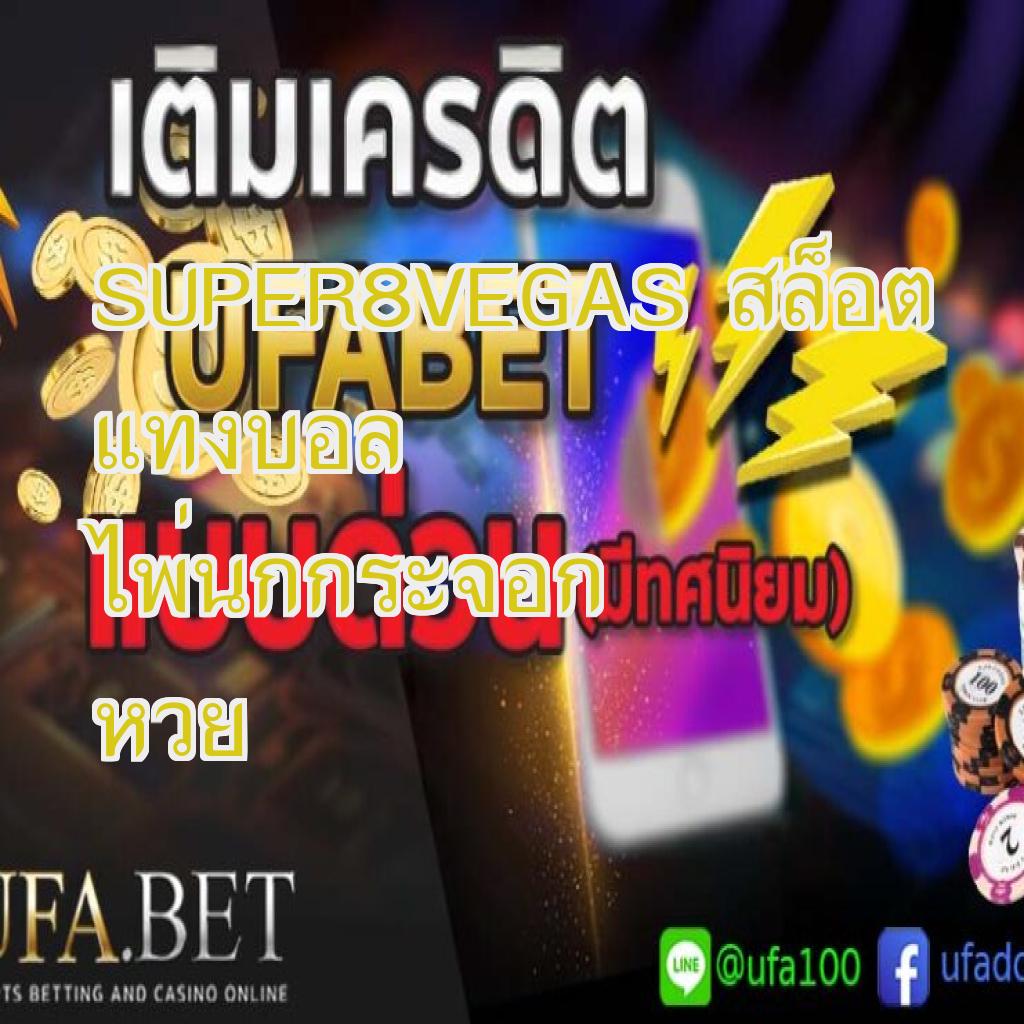 เติมเครดิต
SUPER8VEGAS สล็อต
UFABET
แทงบอล
ไพ่นกกระจอก
แบบด่วน (มีทศนิยม)
หวย
UFA.BET
BETTING AND CASINO ONLINE
LINE @ufa100
100